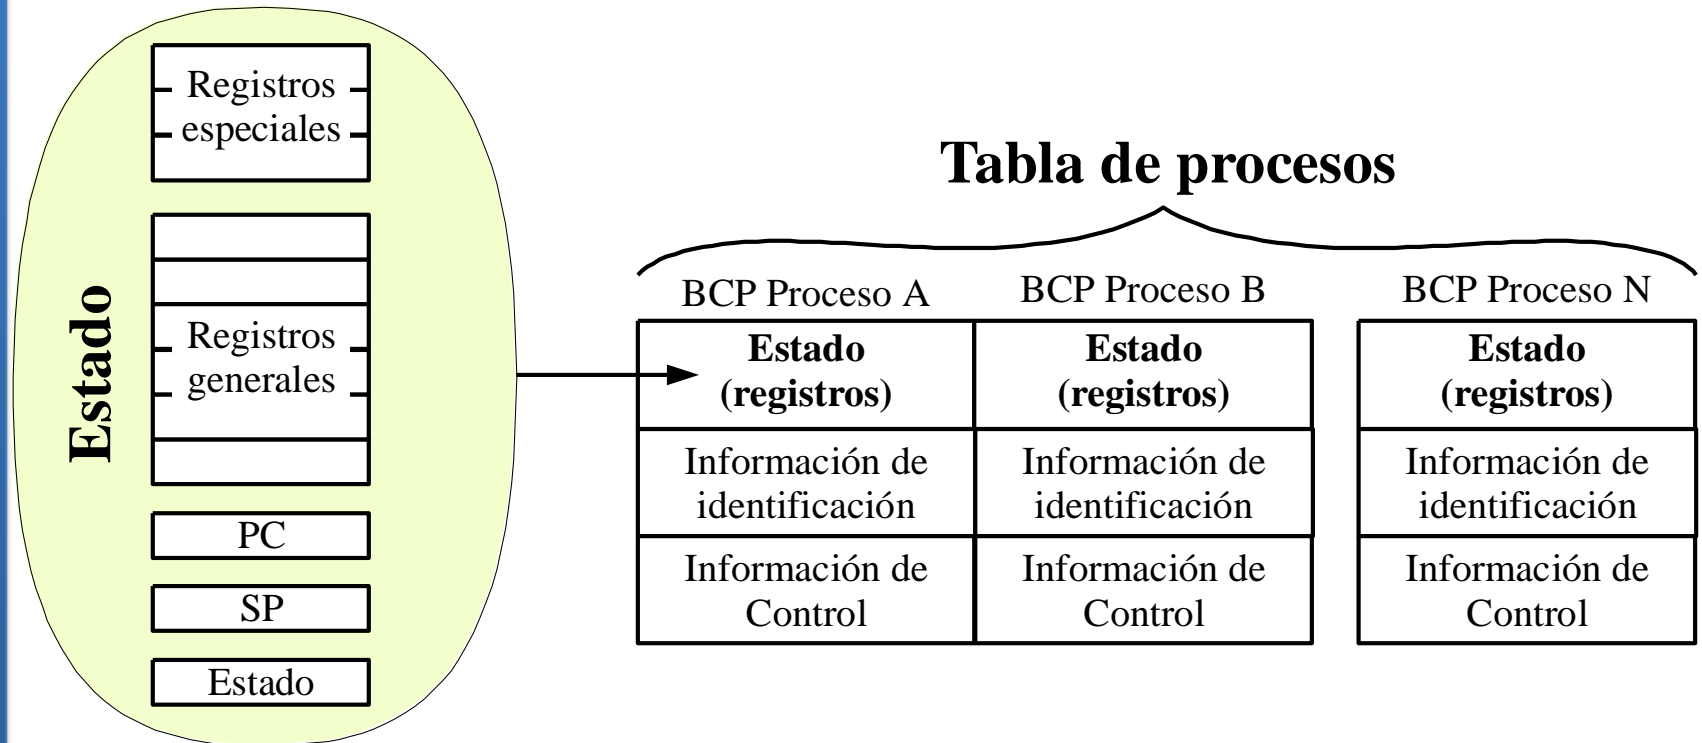 Registros
especiales
Estado
Registros
generales
PC
SP
Estado
Tabla de procesos
BCP Proceso A
BCP Proceso B
BCP Proceso N
Estado
(registros)
Información de
identificación
Información de
Control
Estado
(registros)
Información de
identificación
Información de
Control
Estado
(registros)
Información de
identificación
Información de
Control